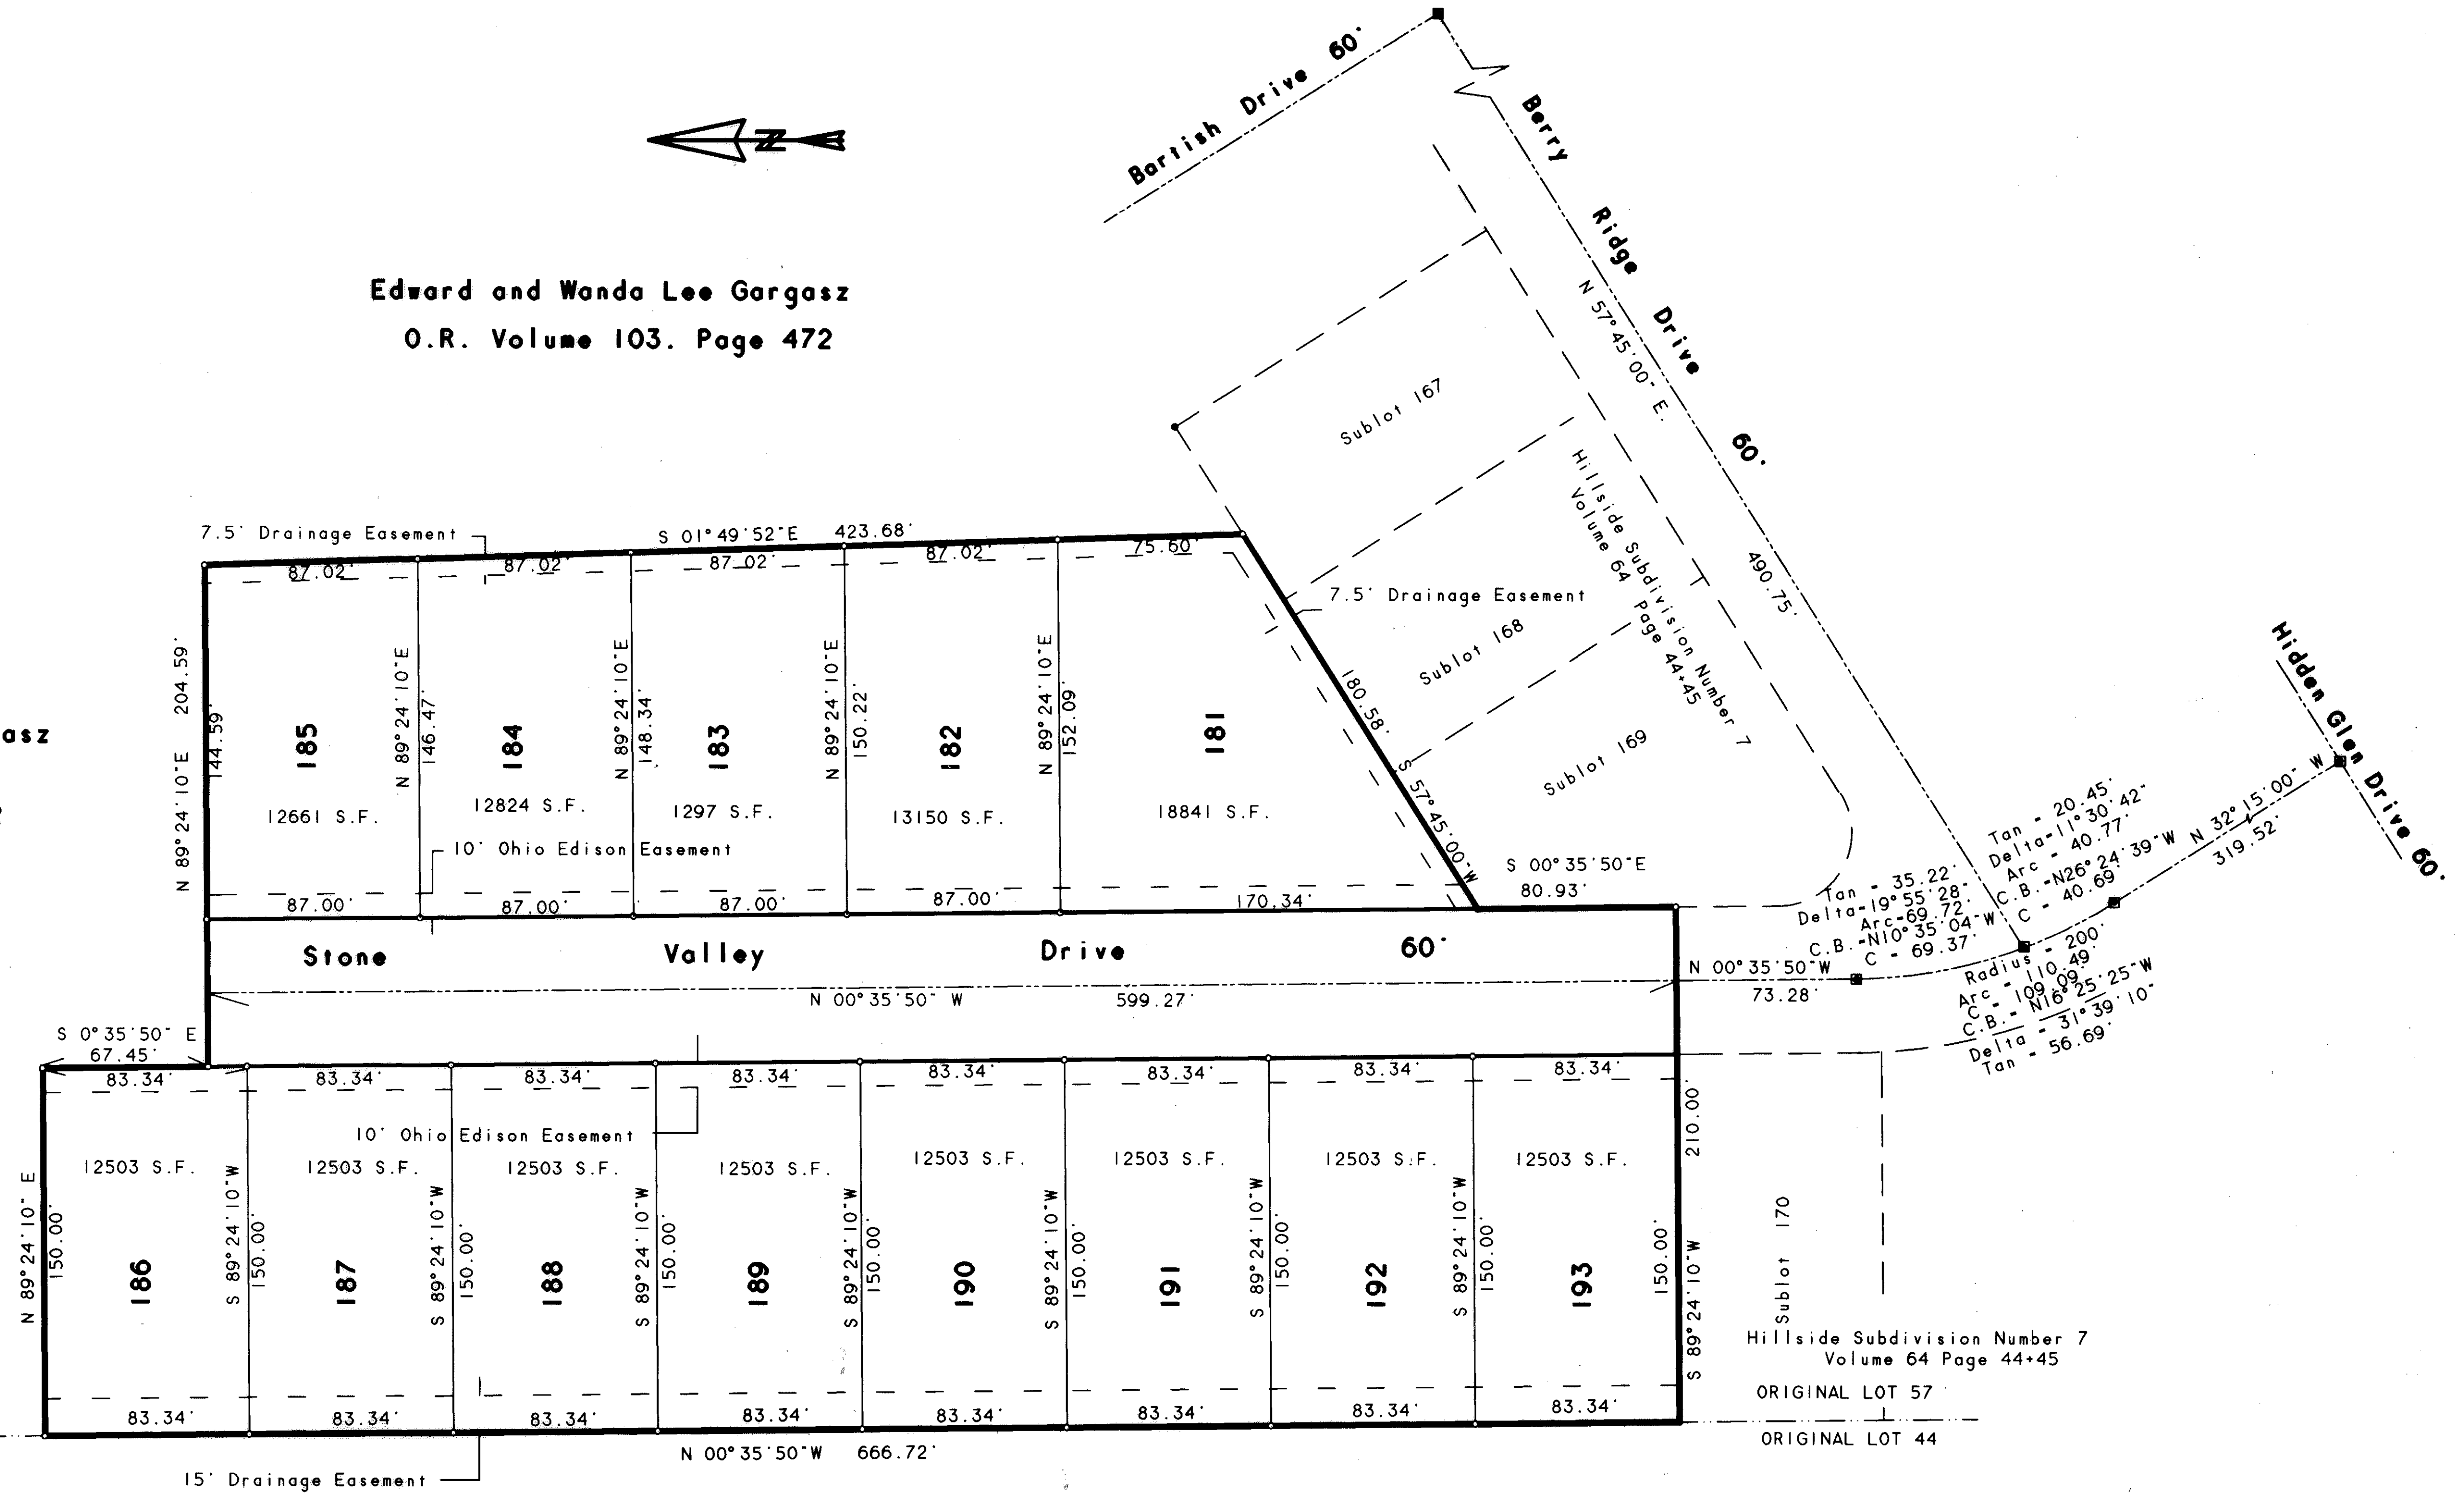 Bartish Drive 60'
Berry Ridge Drive 60'
N
Edward and Wanda Lee Gargasz
O.R. Volume 103. Page 472
N 57°45'00" E.
490.75'
Sublot 167
Hillside Subdivision Number 7
Volume 64 Page 44+45
7.5' Drainage Easement
Sublot 168
Sublot 169
Hidden Glen Drive 60'
7.5' Drainage Easement
S 01°49'52"E 423.68'
87.02'
87.02'
87.02'
87.02'
75.60'
180.58'
S 57°45'00"W
N 89°24'10"E 204.59'
144.59'
N 89°24'10"E
146.47'
N 89°24'10"E
148.34'
N 89°24'10"E
150.22'
N 89°24'10"E
152.09'
asz
185
184
183
182
181
12661 S.F.
12824 S.F.
1297 S.F.
13150 S.F.
18841 S.F.
10' Ohio Edison Easement
87.00'
87.00'
87.00'
87.00'
170.34'
S 00°35'50"E
80.93'
Tan - 20.45'
Delta-11°30'42"
Arc - 40.77'
C.B.-N26°24'39"W
C - 40.69'
N 32°15'00" W
319.52'
Tan - 35.22'
Delta-19°55'28"
Arc-69.72'
C.B.-N10°35'04"W
C - 69.37'
Stone Valley Drive 60'
N 00°35'50" W 599.27'
N 00°35'50"W
73.28'
Radius - 200'
Arc - 110.49'
C - 109.09'
C.B.- N16°25'25"W
Delta - 31°39'10"
Tan - 56.69'
S 0°35'50" E
67.45'
83.34'
83.34'
83.34'
83.34'
83.34'
83.34'
83.34'
83.34'
10' Ohio Edison Easement
12503 S.F.
12503 S.F.
12503 S.F.
12503 S.F.
12503 S.F.
12503 S.F.
12503 S.F.
12503 S.F.
N 89°24'10" E
150.00'
S 89°24'10"W
150.00'
S 89°24'10"W
150.00'
S 89°24'10"W
150.00'
S 89°24'10"W
150.00'
S 89°24'10"W
150.00'
S 89°24'10"W
150.00'
S 89°24'10"W
150.00'
150.00'
S 89°24'10"W 210.00'
186
187
188
189
190
191
192
193
Sublot 170
Hillside Subdivision Number 7
Volume 64 Page 44+45
ORIGINAL LOT 57
ORIGINAL LOT 44
83.34'
83.34'
83.34'
83.34'
83.34'
83.34'
83.34'
83.34'
N 00°35'50"W 666.72'
15' Drainage Easement